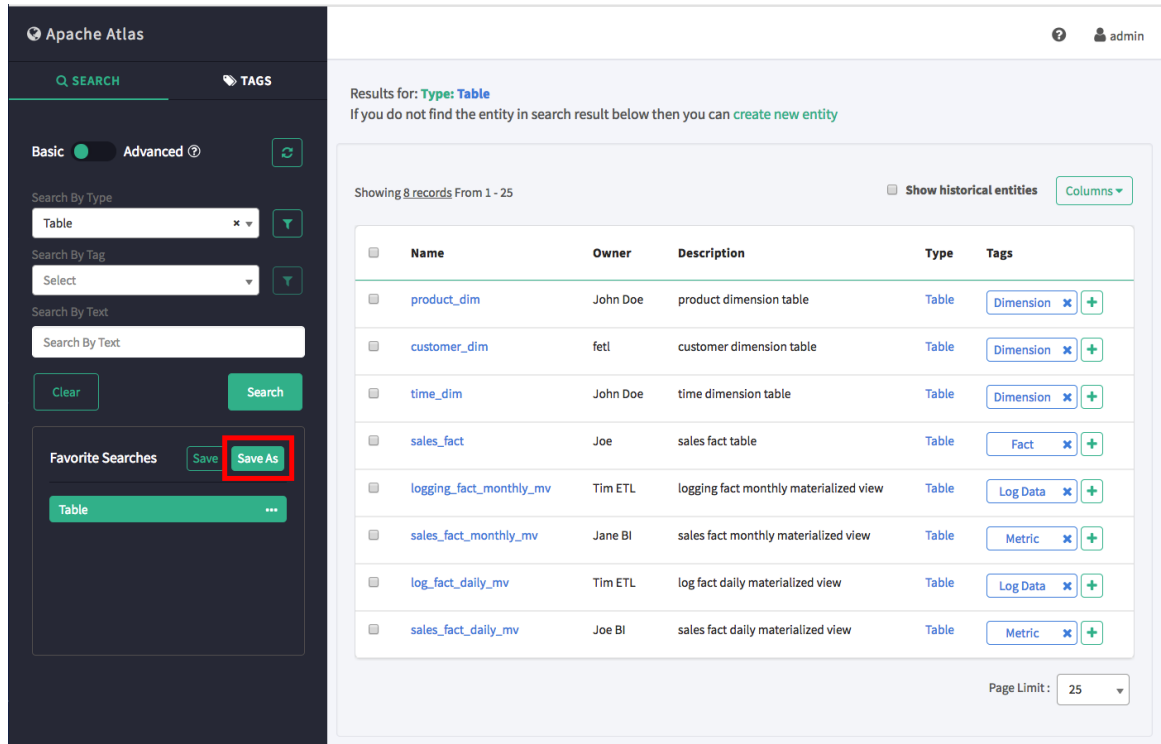 Apache Atlas
admin
SEARCH TAGS
Results for: Type: Table
If you do not find the entity in search result below then you can create new entity
Basic Advanced
Showing 8 records From 1 - 25
Show historical entities
Columns
Search By Type
Table
Search By Tag
Select
Search By Text
Search By Text
Clear Search
Favorite Searches Save Save As
Table
Name Owner Description Type Tags
product_dim John Doe product dimension table Table Dimension
customer_dim fetl customer dimension table Table Dimension
time_dim John Doe time dimension table Table Dimension
sales_fact Joe sales fact table Table Fact
logging_fact_monthly_mv Tim ETL logging fact monthly materialized view Table Log Data
sales_fact_monthly_mv Jane BI sales fact monthly materialized view Table Metric
log_fact_daily_mv Tim ETL log fact daily materialized view Table Log Data
sales_fact_daily_mv Joe BI sales fact daily materialized view Table Metric
Page Limit : 25